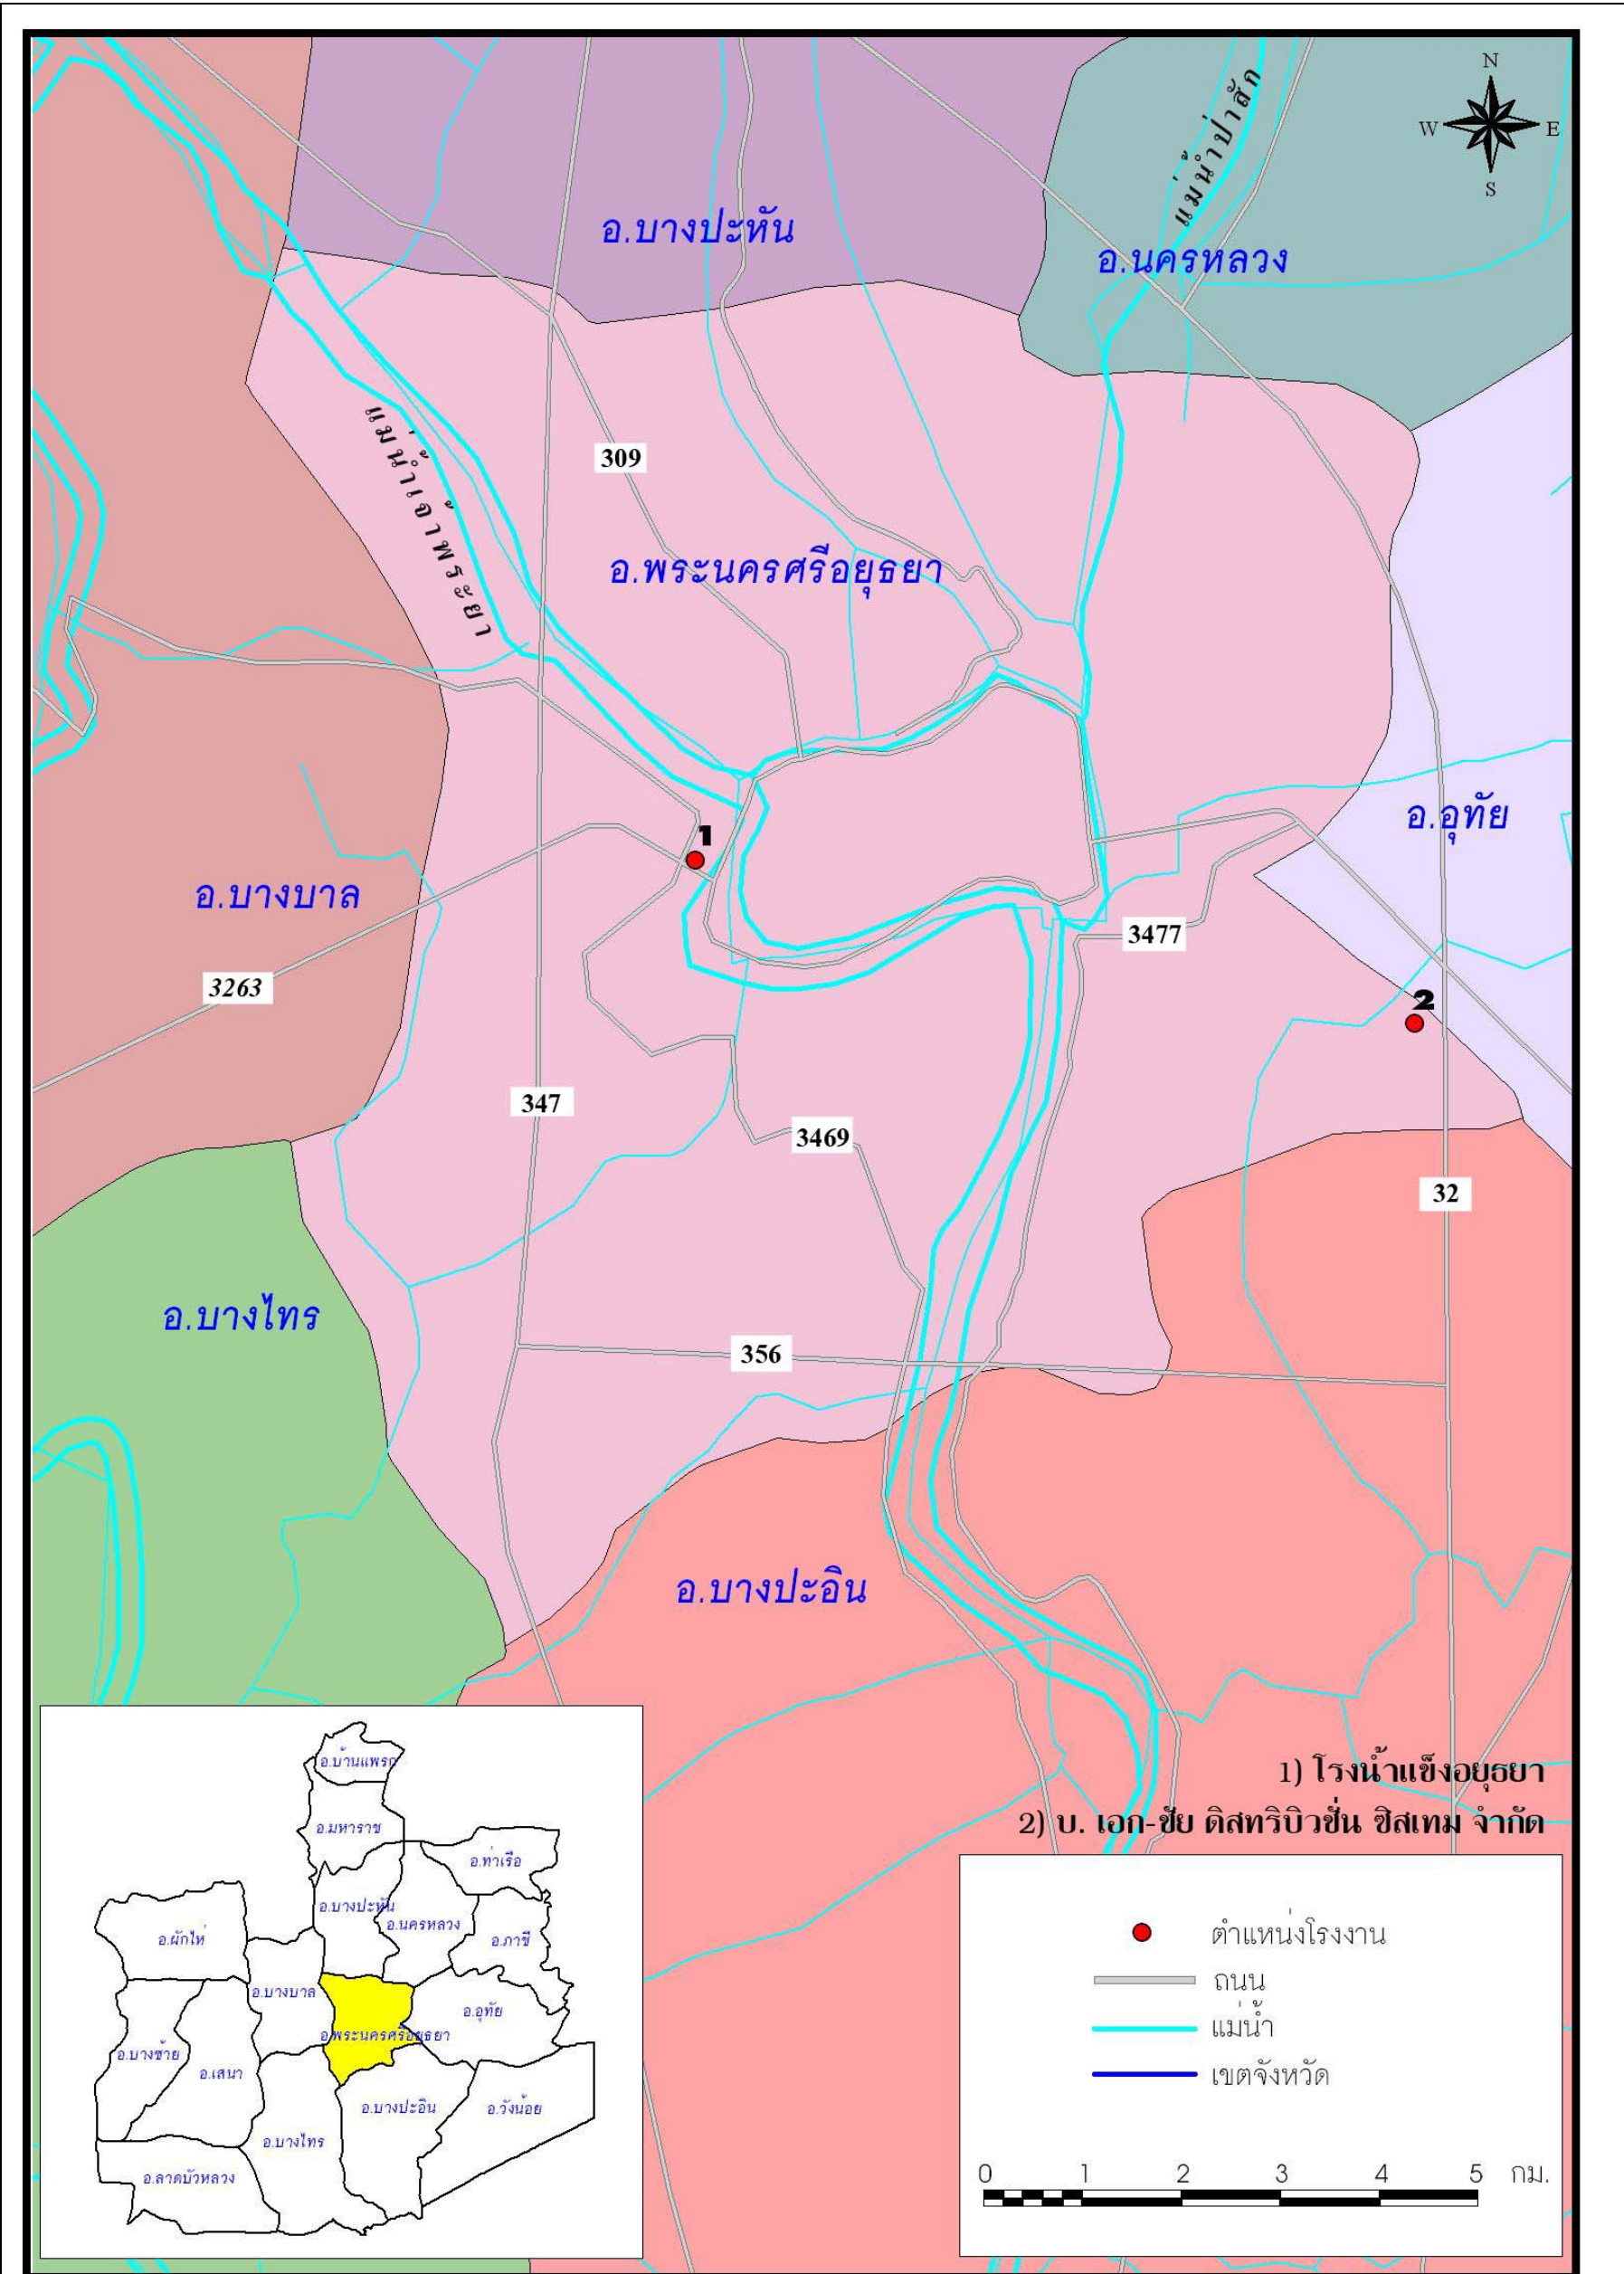 N
W E
S
แม่น้ำป่าสัก
อ.บางปะหัน
อ.นครหลวง
แม่น้ำเจ้าพระยา
309
อ.พระนครศรีอยุธยา
อ.อุทัย
1
อ.บางบาล
3477
3263
2
347
3469
32
อ.บางไทร
356
อ.บางปะอิน
1) โรงน้ำแข็งอยุธยา
2) บ. เอก-ชัย ดิสทริบิวชั่น ซิสเทม จำกัด
อ.บ้านแพรก
อ.มหาราช
อ.ท่าเรือ
อ.บางปะหัน
อ.นครหลวง
อ.ผักไห่
อ.ภาชี
อ.บางบาล
อ.อุทัย
อ.พระนครศรีอยุธยา
อ.บางซ้าย
อ.เสนา
อ.บางปะอิน
อ.วังน้อย
อ.บางไทร
อ.ลาดบัวหลวง
ตำแหน่งโรงงาน
ถนน
แม่น้ำ
เขตจังหวัด
0 1 2 3 4 5 กม.